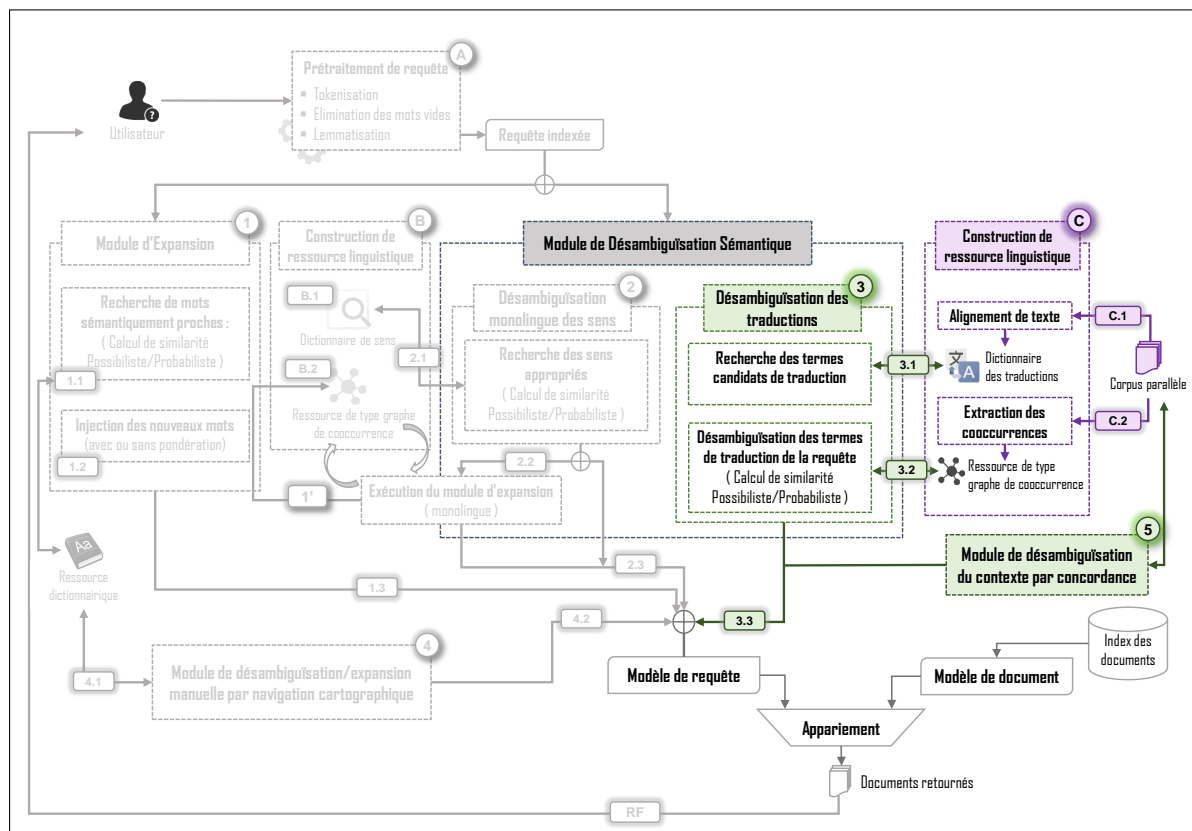 A
Prétraitement de requête
▪ Tokenisation
▪ Elimination des mots vides
▪ Lemmatisation
?
Utilisateur
Requête indexée
1
Module d'Expansion
Recherche de mots
sémantiquement proches :
( Calcul de similarité
Possibiliste/Probabiliste )
1.1
Injection des nouveaux mots
(avec ou sans pondération)
1.2
B
Construction de
ressource linguistique
B.1
Dictionnaire de sens
B.2
Ressource de type graphe
de cooccurrence
Module de Désambiguïsation Sémantique
2
Désambiguïsation
monolingue des sens
2.1
Recherche des sens
appropriés
( Calcul de similarité
Possibiliste/Probabiliste )
2.2
1'
Exécution du module d'expansion
( monolingue )
2.3
3
Désambiguïsation des
traductions
Recherche des termes
candidats de traduction
3.1
Désambiguïsation des termes
de traduction de la requête
( Calcul de similarité
Possibiliste/Probabiliste )
3.2
C
Construction de
ressource linguistique
Alignement de texte
C.1
文
A
Dictionnaire
des traductions
Corpus parallèle
Extraction des
cooccurrences
C.2
Ressource de type
graphe de cooccurrence
5
Module de désambiguïsation
du contexte par concordance
Aa
Ressource
dictionnairique
1.3
4.2
3.3
4
Module de désambiguïsation/expansion
manuelle par navigation cartographique
4.1
Index des
documents
Modèle de requête
Modèle de document
Appariement
Documents retournés
RF